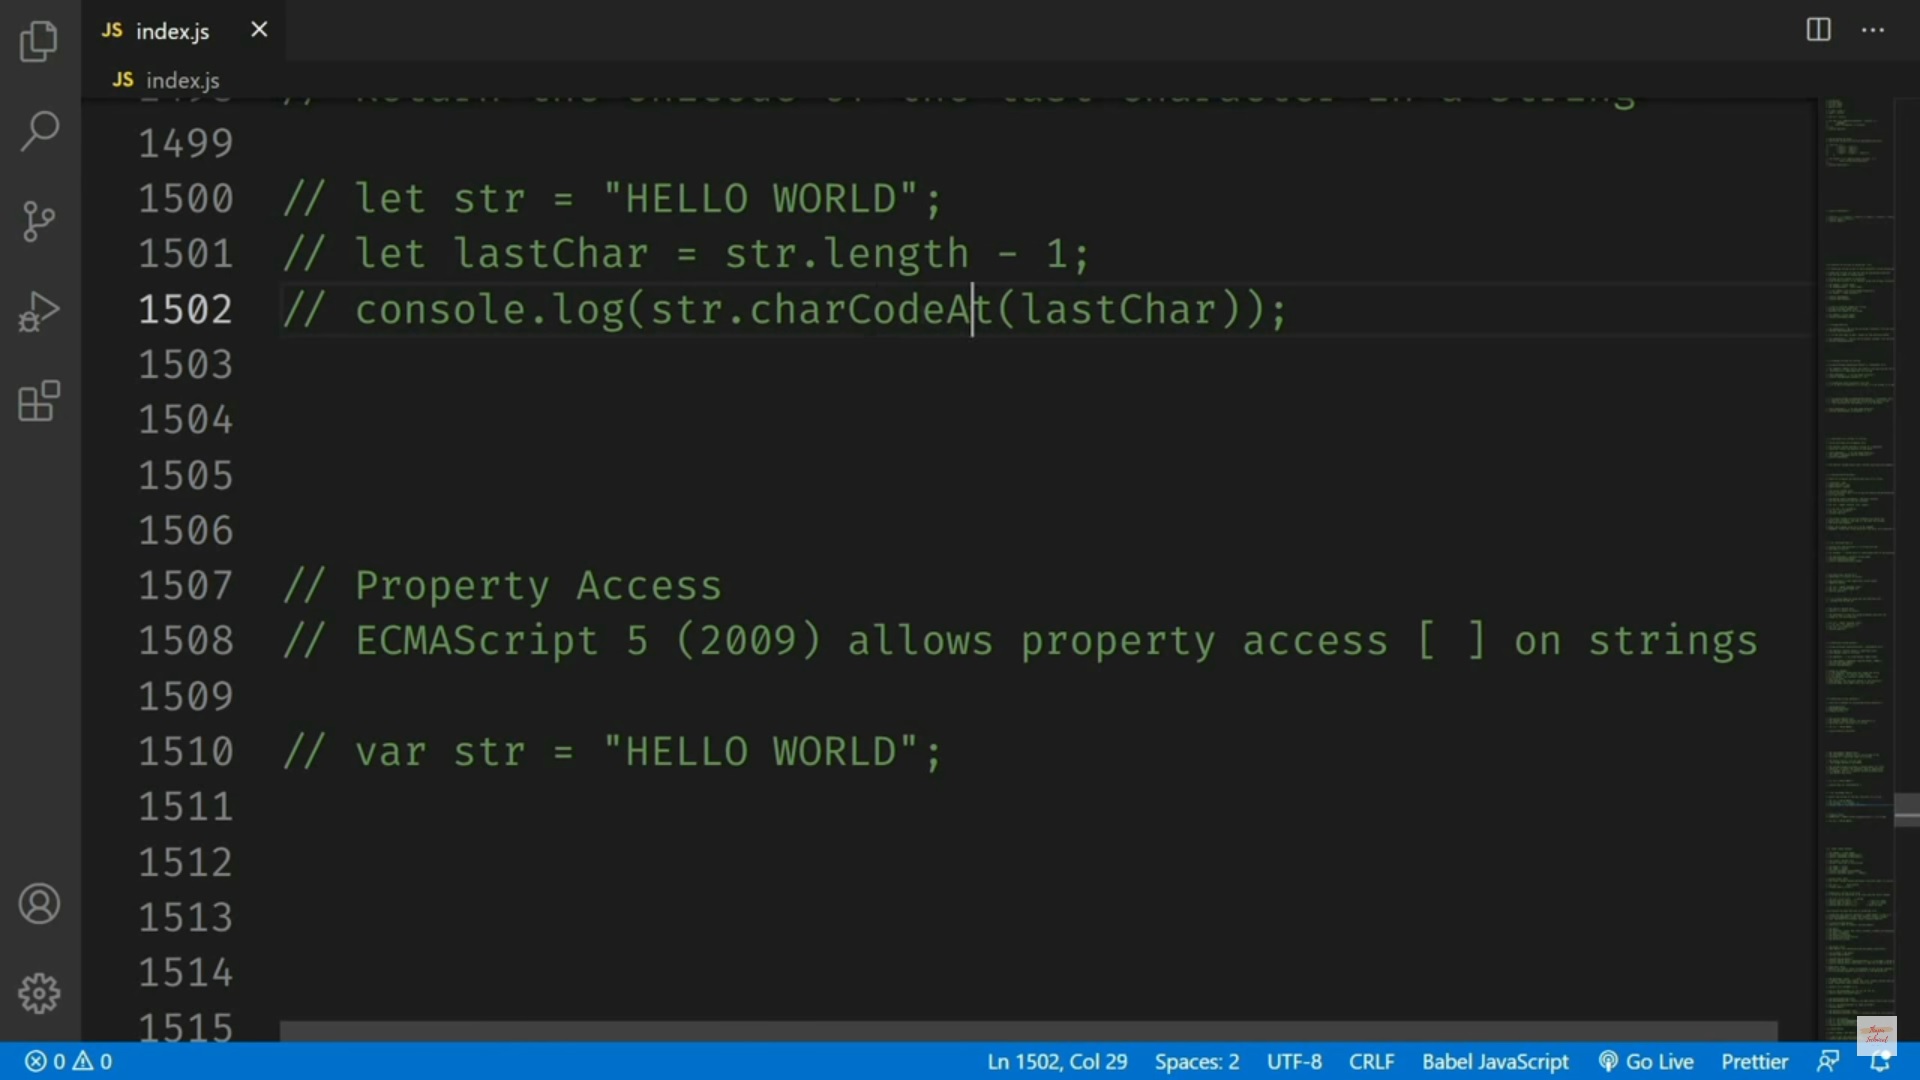 JS index.js
JS index.js
1499
1500 // let str = "HELLO WORLD";
1501 // let lastChar = str.length - 1;
1502 // console.log(str.charCodeAt(lastChar));
1503
1504
1505
1506
1507 // Property Access
1508 // ECMAScript 5 (2009) allows property access [ ] on strings
1509
1510 // var str = "HELLO WORLD";
1511
1512
1513
1514
1515
0 0 Ln 1502, Col 29 Spaces: 2 UTF-8 CRLF Babel JavaScript Go Live Prettier